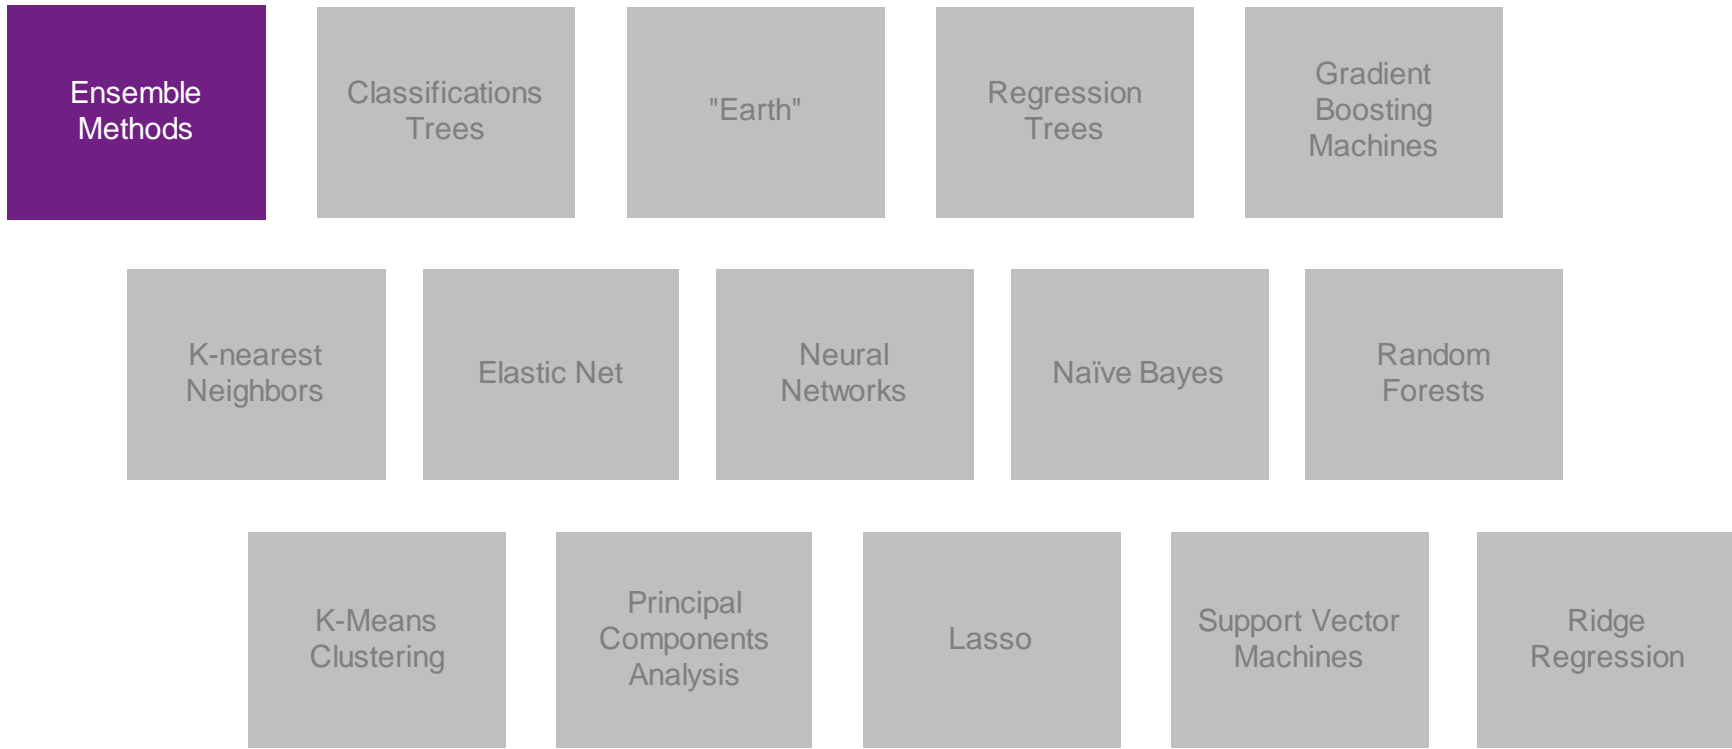 Ensemble
Methods
Classifications
Trees
"Earth"
Regression
Trees
Gradient
Boosting
Machines
K-nearest
Neighbors
Elastic Net
Neural
Networks
Naïve Bayes
Random
Forests
K-Means
Clustering
Principal
Components
Analysis
Lasso
Support Vector
Machines
Ridge
Regression